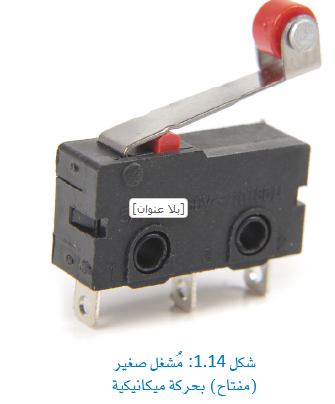 [بلا عنوان]
شكل 1.14: مُشغل صغير
(مفتاح) بحركة ميكانيكية